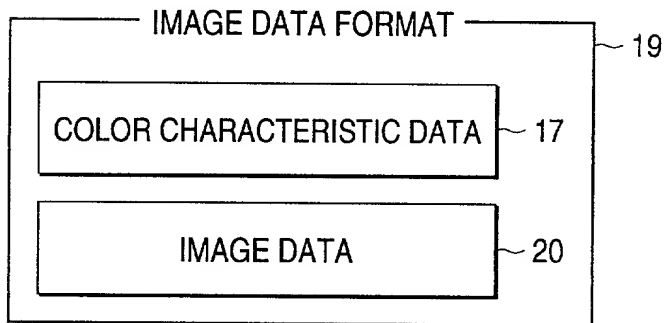 IMAGE DATA FORMAT
19
COLOR CHARACTERISTIC DATA
17
IMAGE DATA
20